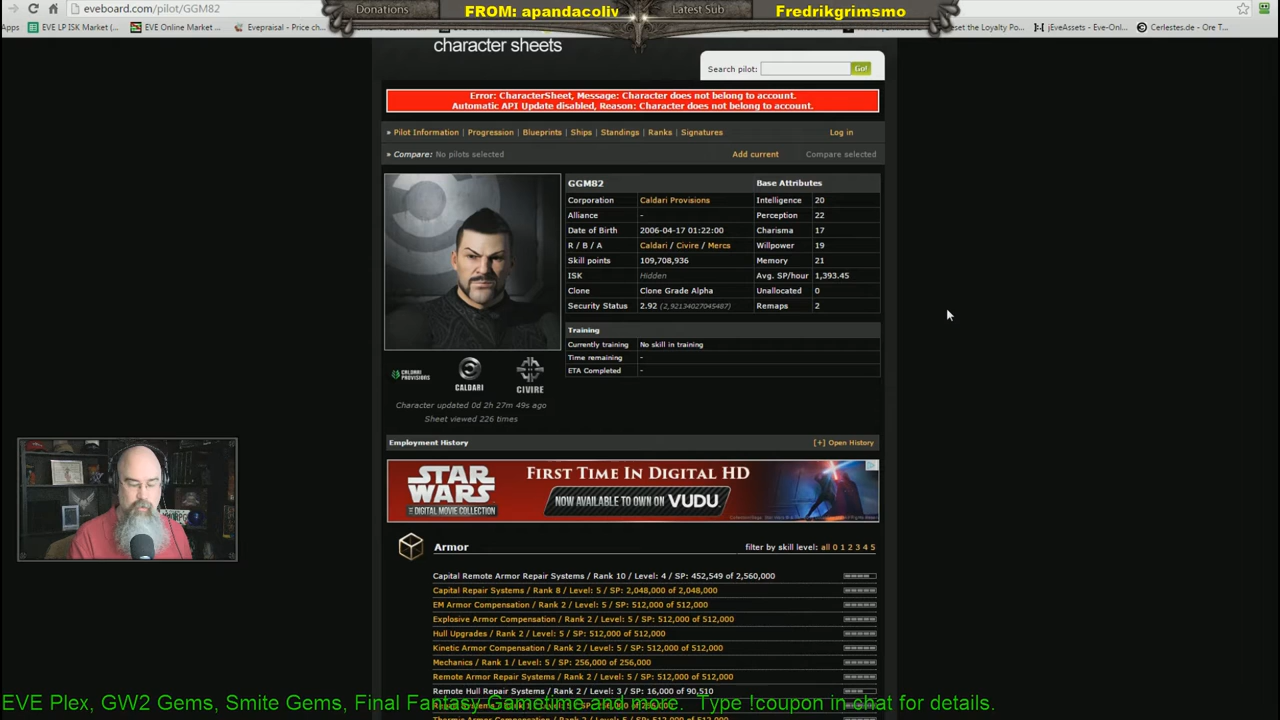 eveboard.com/pilot/GGM82
Donations
FROM: apandacoliv
Latest Sub
Fredrikgrimsmo
Apps
EVE LP ISK Market (...
EVE Online Market ...
Evepraisal - Price ch...
eset the Loyalty Po...
jEveAssets - Eve-Onl...
Cerlestes.de - Ore T...
character sheets
Search pilot:
Go!
Error: CharacterSheet, Message: Character does not belong to account.
Automatic API Update disabled, Reason: Character does not belong to account.
» Pilot Information | Progression | Blueprints | Ships | Standings | Ranks | Signatures
Log in
» Compare: No pilots selected
Add current
Compare selected
GGM82
Base Attributes
Corporation Caldari Provisions Intelligence 20
Alliance - Perception 22
Date of Birth 2006-04-17 01:22:00 Charisma 17
R / B / A Caldari / Civire / Mercs Willpower 19
Skill points 109,708,936 Memory 21
ISK Hidden Avg. SP/hour 1,393.45
Clone Clone Grade Alpha Unallocated 0
Security Status 2.92 (2,92134027045487) Remaps 2
Training
Currently training No skill in training
Time remaining -
ETA Completed -
CALDARI PROVISIONS
CALDARI
CIVIRE
Character updated 0d 2h 27m 49s ago
Sheet viewed 226 times
Employment History
[+] Open History
STAR WARS
THE DIGITAL MOVIE COLLECTION
FIRST TIME IN DIGITAL HD
NOW AVAILABLE TO OWN ON VUDU
Armor
filter by skill level: all 0 1 2 3 4 5
Capital Remote Armor Repair Systems / Rank 10 / Level: 4 / SP: 452,549 of 2,560,000
Capital Repair Systems / Rank 8 / Level: 5 / SP: 2,048,000 of 2,048,000
EM Armor Compensation / Rank 2 / Level: 5 / SP: 512,000 of 512,000
Explosive Armor Compensation / Rank 2 / Level: 5 / SP: 512,000 of 512,000
Hull Upgrades / Rank 2 / Level: 5 / SP: 512,000 of 512,000
Kinetic Armor Compensation / Rank 2 / Level: 5 / SP: 512,000 of 512,000
Mechanics / Rank 1 / Level: 5 / SP: 256,000 of 256,000
Remote Armor Repair Systems / Rank 2 / Level: 5 / SP: 512,000 of 512,000
Remote Hull Repair Systems / Rank 2 / Level: 3 / SP: 16,000 of 90,510
EVE Plex, GW2 Gems, Smite Gems, Final Fantasy Gametime and more. Type !coupon in chat for details.